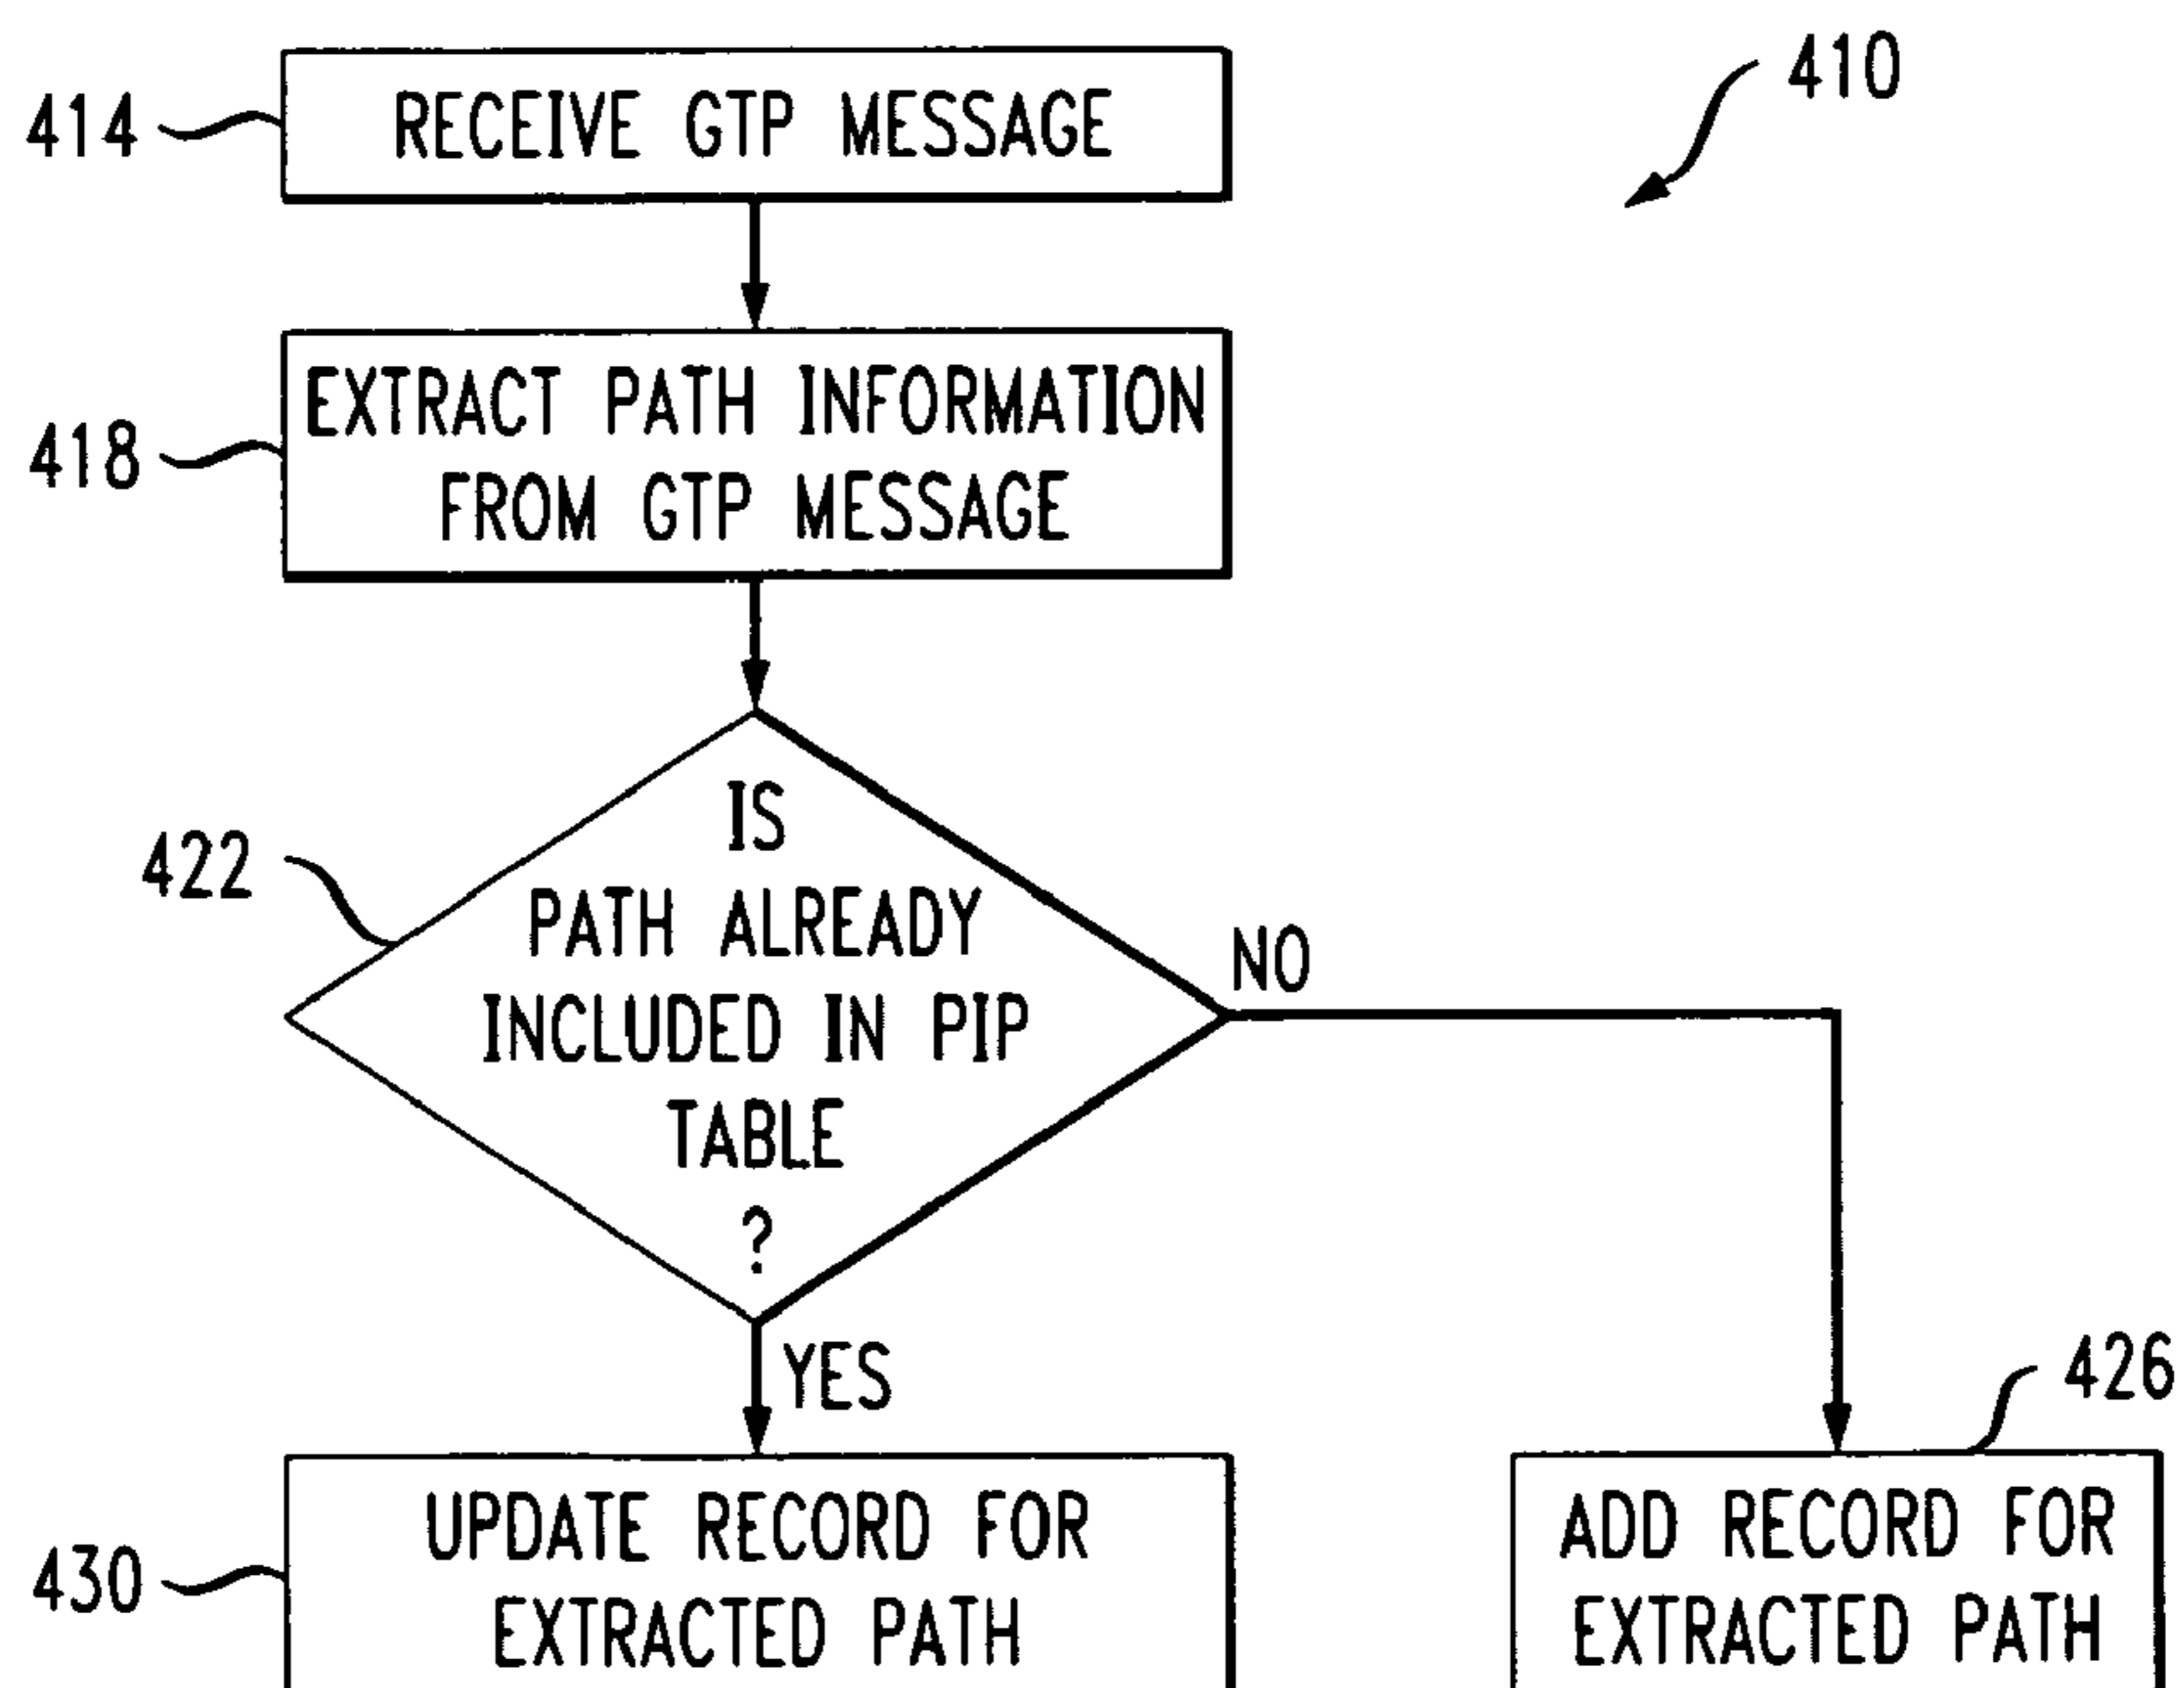 410
414
RECEIVE GTP MESSAGE
418
EXTRACT PATH INFORMATION
FROM GTP MESSAGE
422
IS
PATH ALREADY
INCLUDED IN PIP
TABLE
?
NO
YES
426
430
UPDATE RECORD FOR
EXTRACTED PATH
ADD RECORD FOR
EXTRACTED PATH